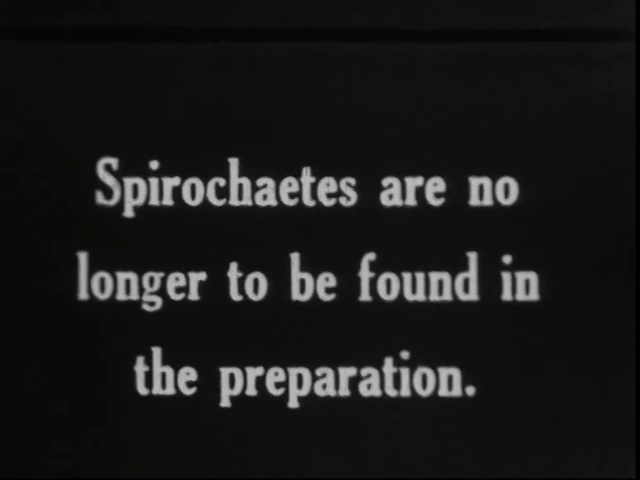 Spirochaetes are no
longer to be found in
the preparation.